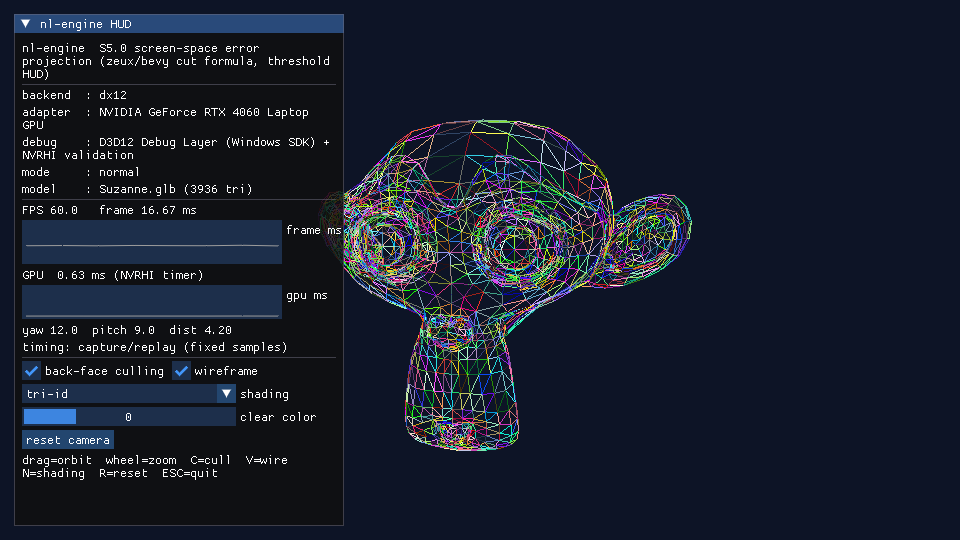 nl-engine HUD
nl-engine  S5.0 screen-space error
projection (zeux/bevy cut formula, threshold
HUD)
backend  : dx12
adapter  : NVIDIA GeForce RTX 4060 Laptop
GPU
debug    : D3D12 Debug Layer (Windows SDK) +
NVRHI validation
mode     : normal
model    : Suzanne.glb (3936 tri)
FPS 60.0   frame 16.67 ms
frame ms
GPU  0.63 ms (NVRHI timer)
gpu ms
yaw 12.0  pitch 9.0  dist 4.20
timing: capture/replay (fixed samples)
back-face culling  wireframe
tri-id  shading
0  clear color
reset camera
drag=orbit  wheel=zoom  C=cull  V=wire
N=shading  R=reset  ESC=quit